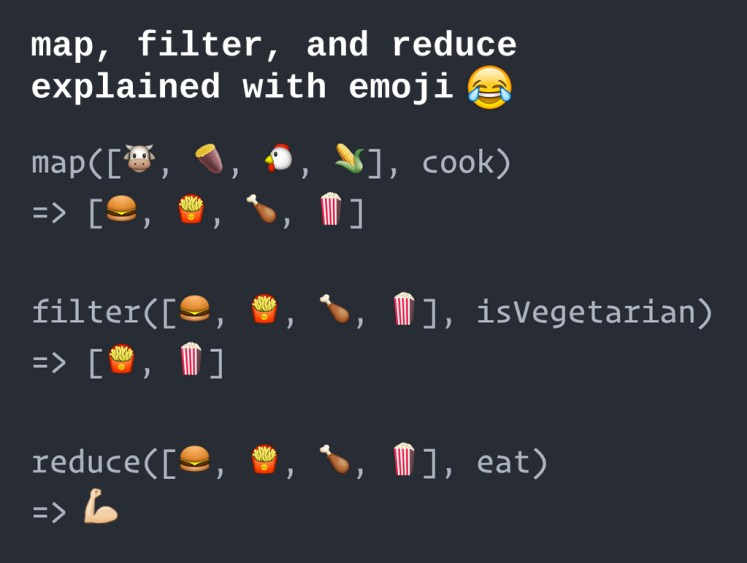 map, filter, and reduce
explained with emoji 😂
map([🐮, 🍠, 🐔, 🌽], cook)
=> [🍔, 🍟, 🍗, 🍿]
filter([🍔, 🍟, 🍗, 🍿], isVegetarian)
=> [🍟, 🍿]
reduce([🍔, 🍟, 🍗, 🍿], eat)
=> 💪🏻